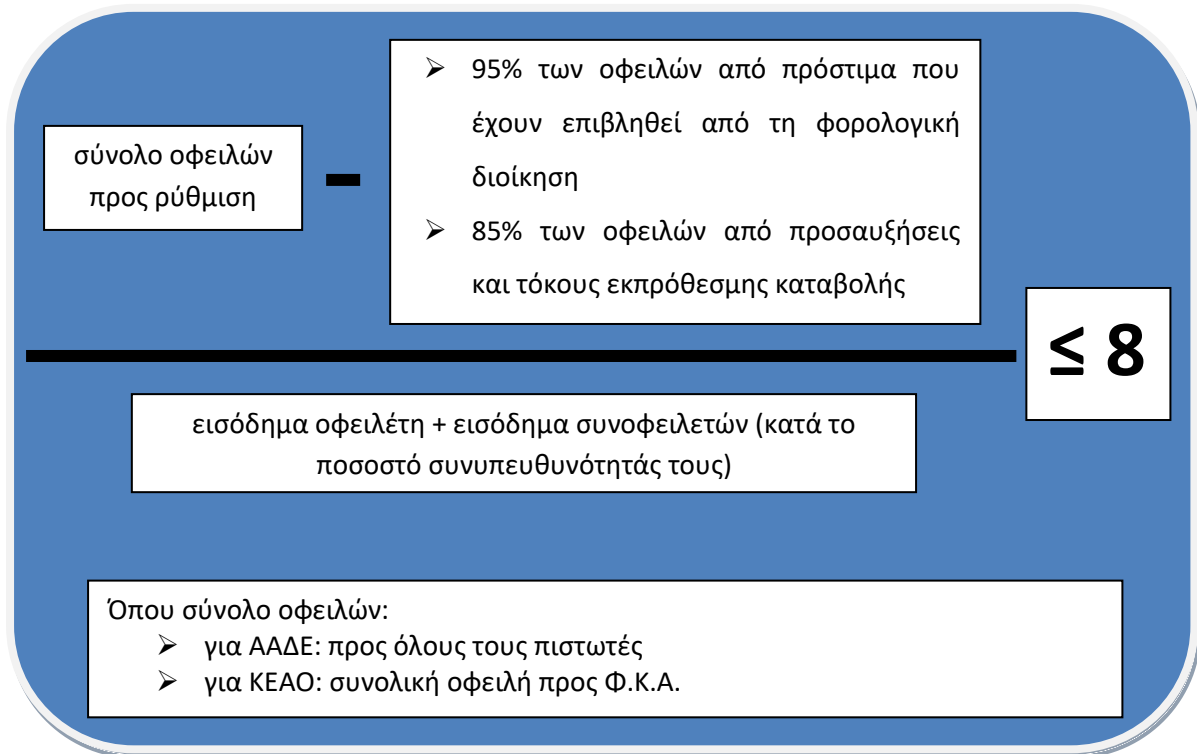 σύνολο οφειλών
προς ρύθμιση
-
➢ 95% των οφειλών από πρόστιμα που
έχουν επιβληθεί από τη φορολογική
διοίκηση
➢ 85% των οφειλών από προσαυξήσεις
και τόκους εκπρόθεσμης καταβολής
≤ 8
εισόδημα οφειλέτη + εισόδημα συνοφειλετών (κατά το
ποσοστό συνυπευθυνότητάς τους)
Όπου σύνολο οφειλών:
➢ για ΑΑΔΕ: προς όλους τους πιστωτές
➢ για ΚΕΑΟ: συνολική οφειλή προς Φ.Κ.Α.